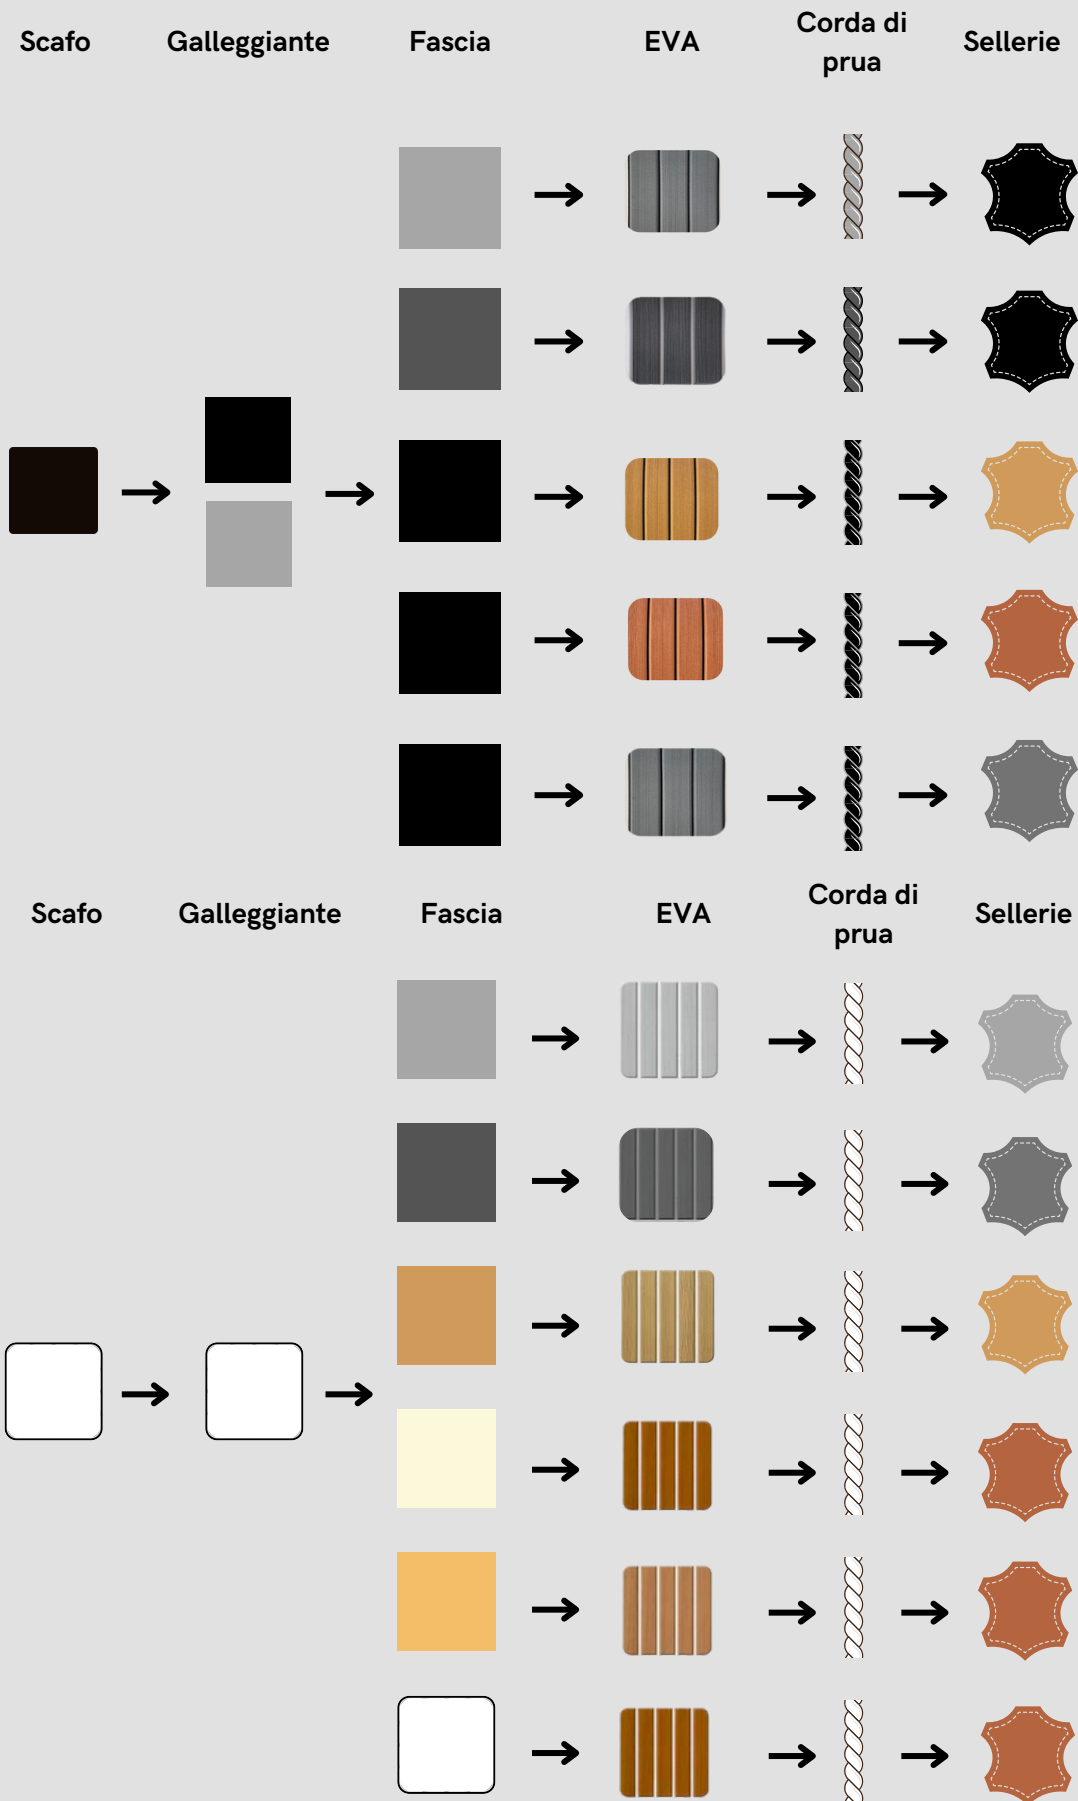 Scafo
Galleggiante
Fascia
EVA
Corda di
prua
Sellerie
Scafo
Galleggiante
Fascia
EVA
Corda di
prua
Sellerie